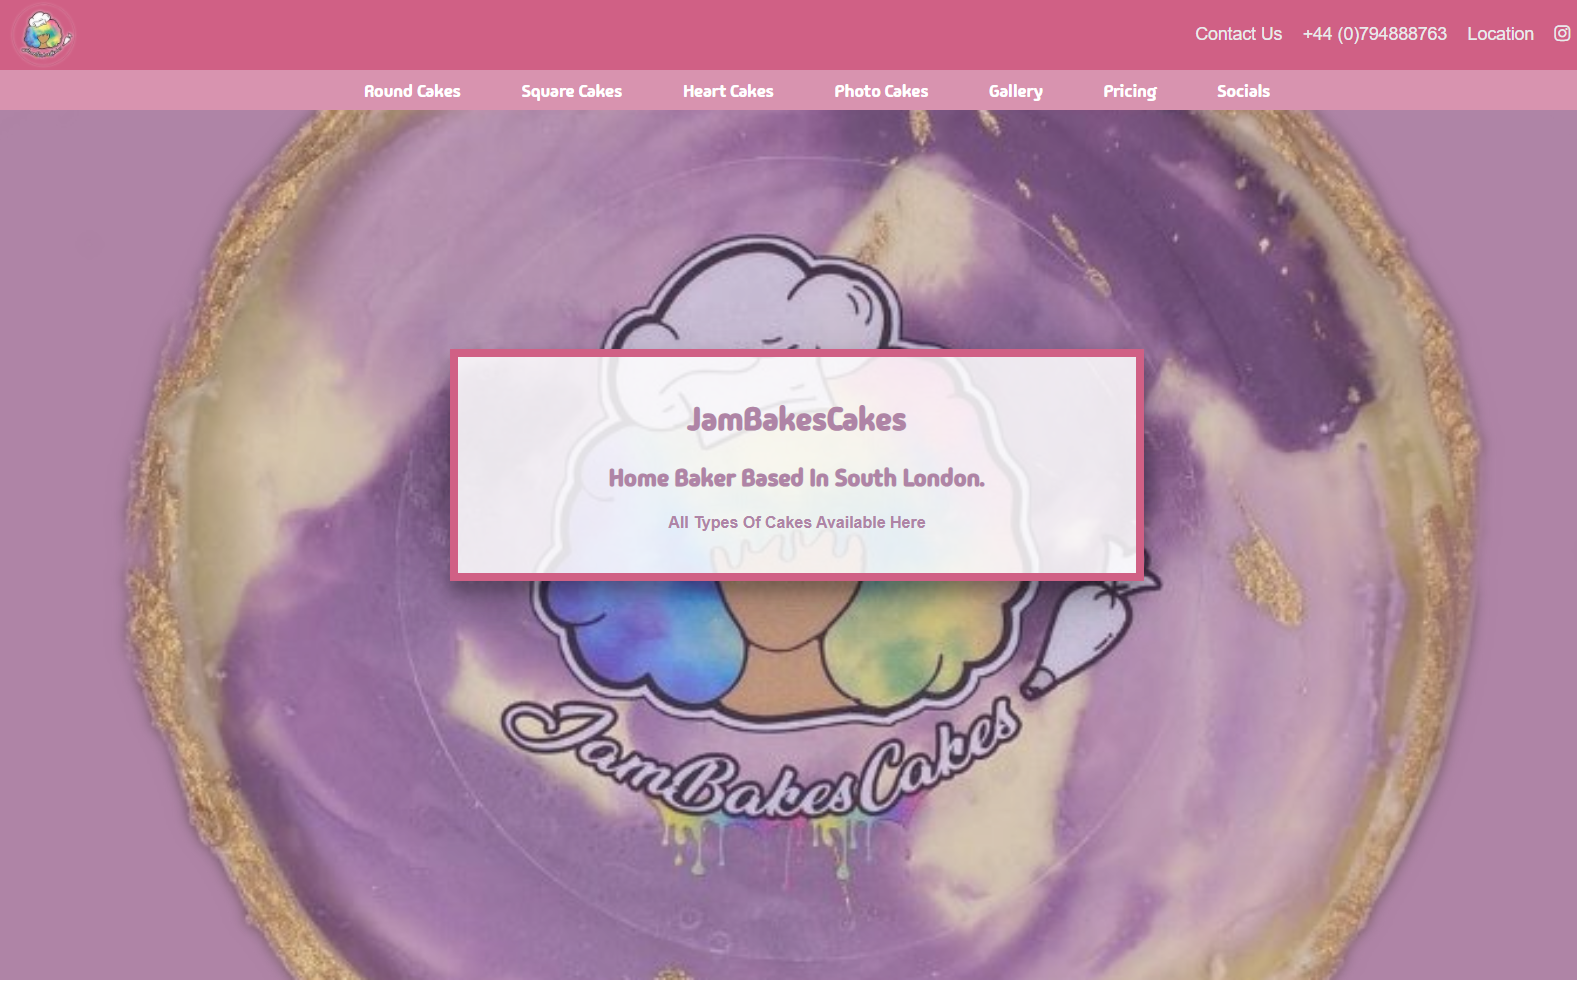 Contact Us +44 (0)794888763 Location
Round Cakes Square Cakes Heart Cakes Photo Cakes Gallery Pricing Socials
JamBakesCakes
Home Baker Based In South London.
All Types Of Cakes Available Here
JamBakesCakes